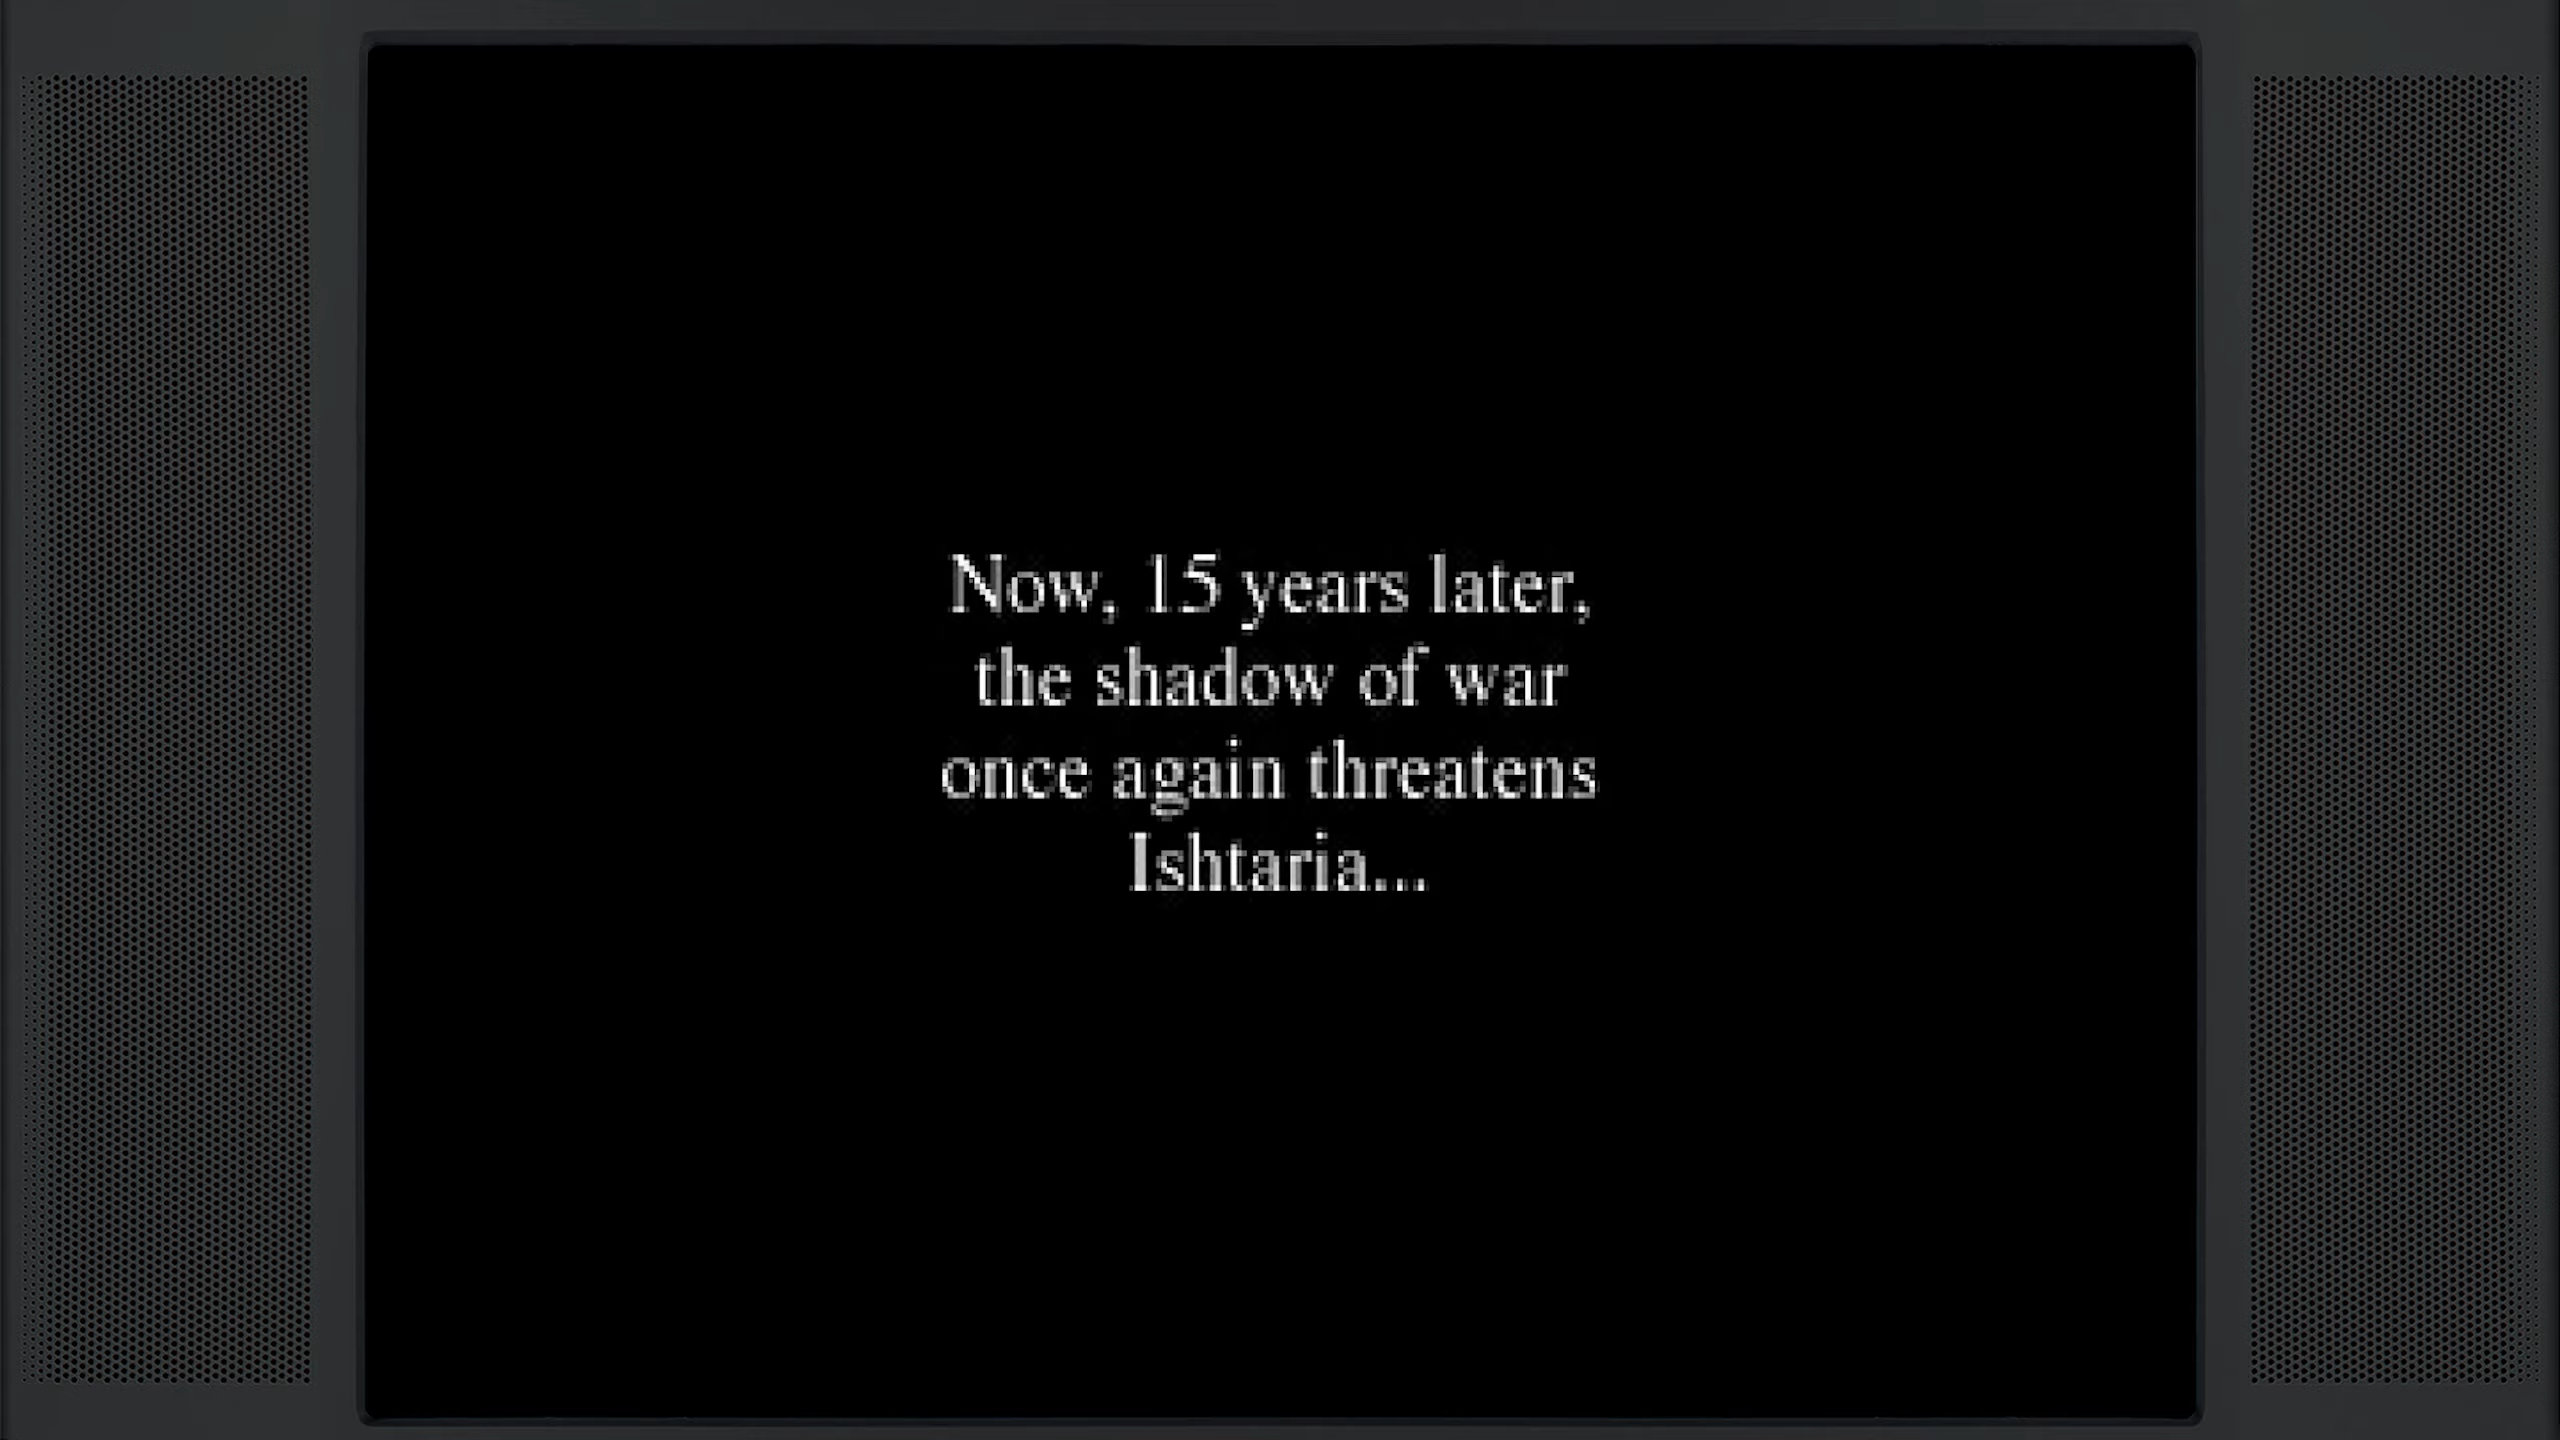 Now, 15 years later,
the shadow of war
once again threatens
Ishtaria...